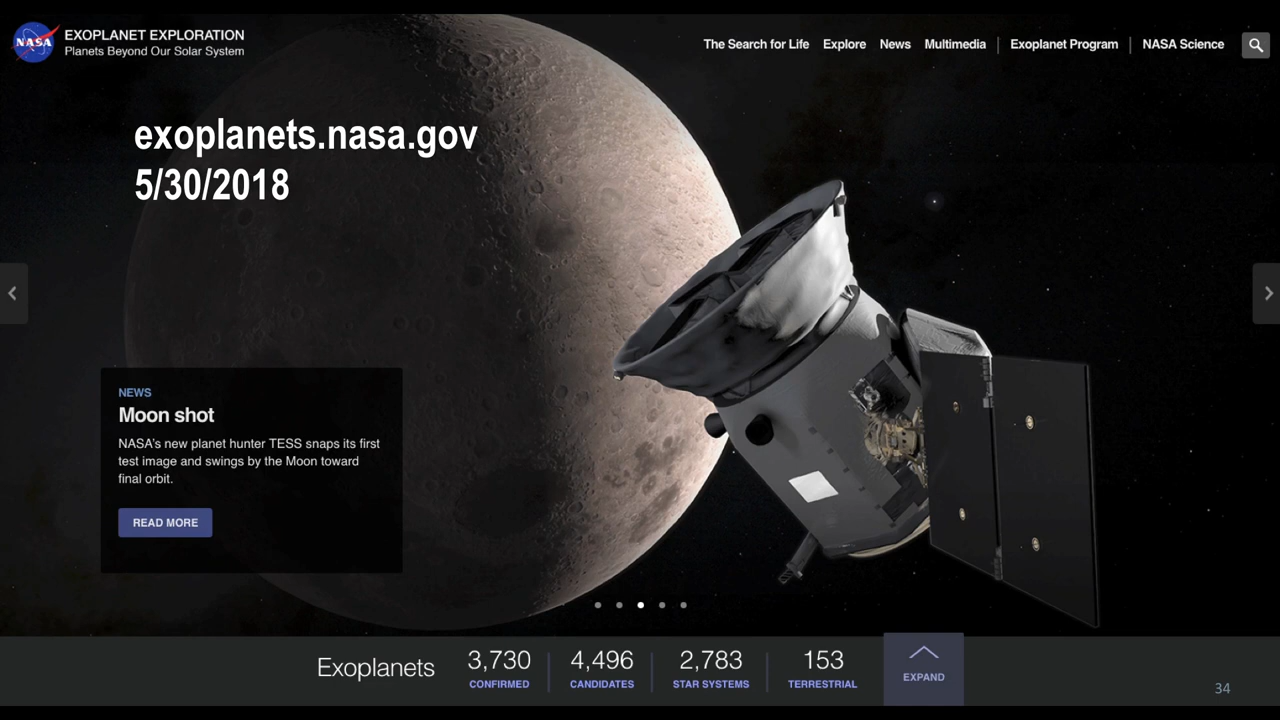 NASA
EXOPLANET EXPLORATION
Planets Beyond Our Solar System
The Search for Life Explore News Multimedia | Exoplanet Program | NASA Science
exoplanets.nasa.gov
5/30/2018
NEWS
Moon shot
NASA's new planet hunter TESS snaps its first
test image and swings by the Moon toward
final orbit.
READ MORE
Exoplanets
3,730
CONFIRMED
4,496
CANDIDATES
2,783
STAR SYSTEMS
153
TERRESTRIAL
EXPAND
34